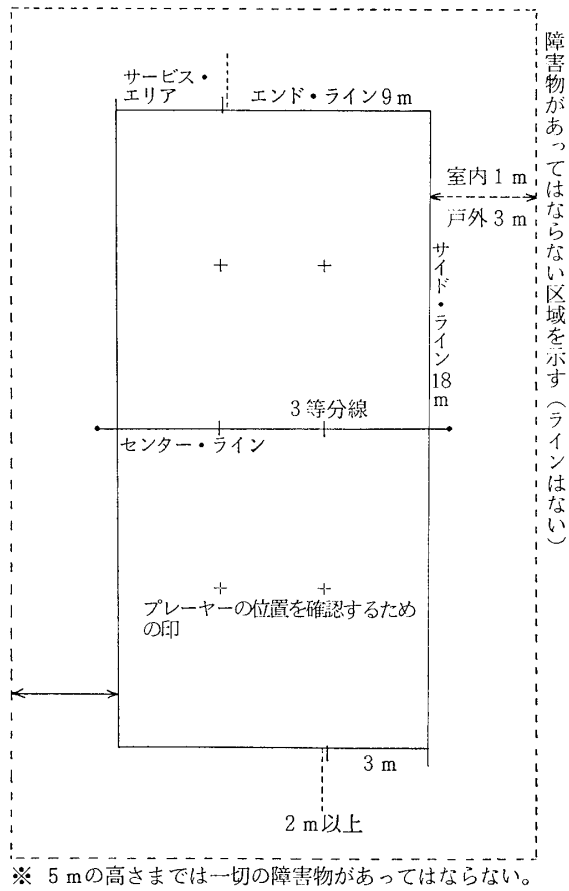 サービス・
エリア
エンド・ライン9m
障害物があってはならない区域を示す（ラインはない）
室内1m
戸外3m
サイド・ライン18m
3等分線
センター・ライン
プレーヤーの位置を確認するため
の印
3m
2m以上
※ 5mの高さまでは一切の障害物があってはならない。